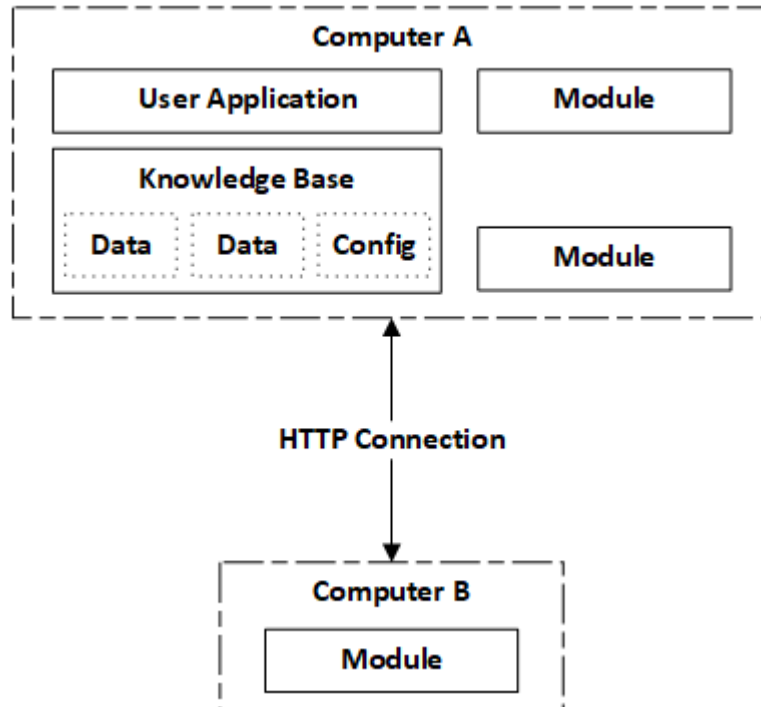 Computer A
User Application
Module
Knowledge Base
Data
Data
Config
Module
HTTP Connection
Computer B
Module